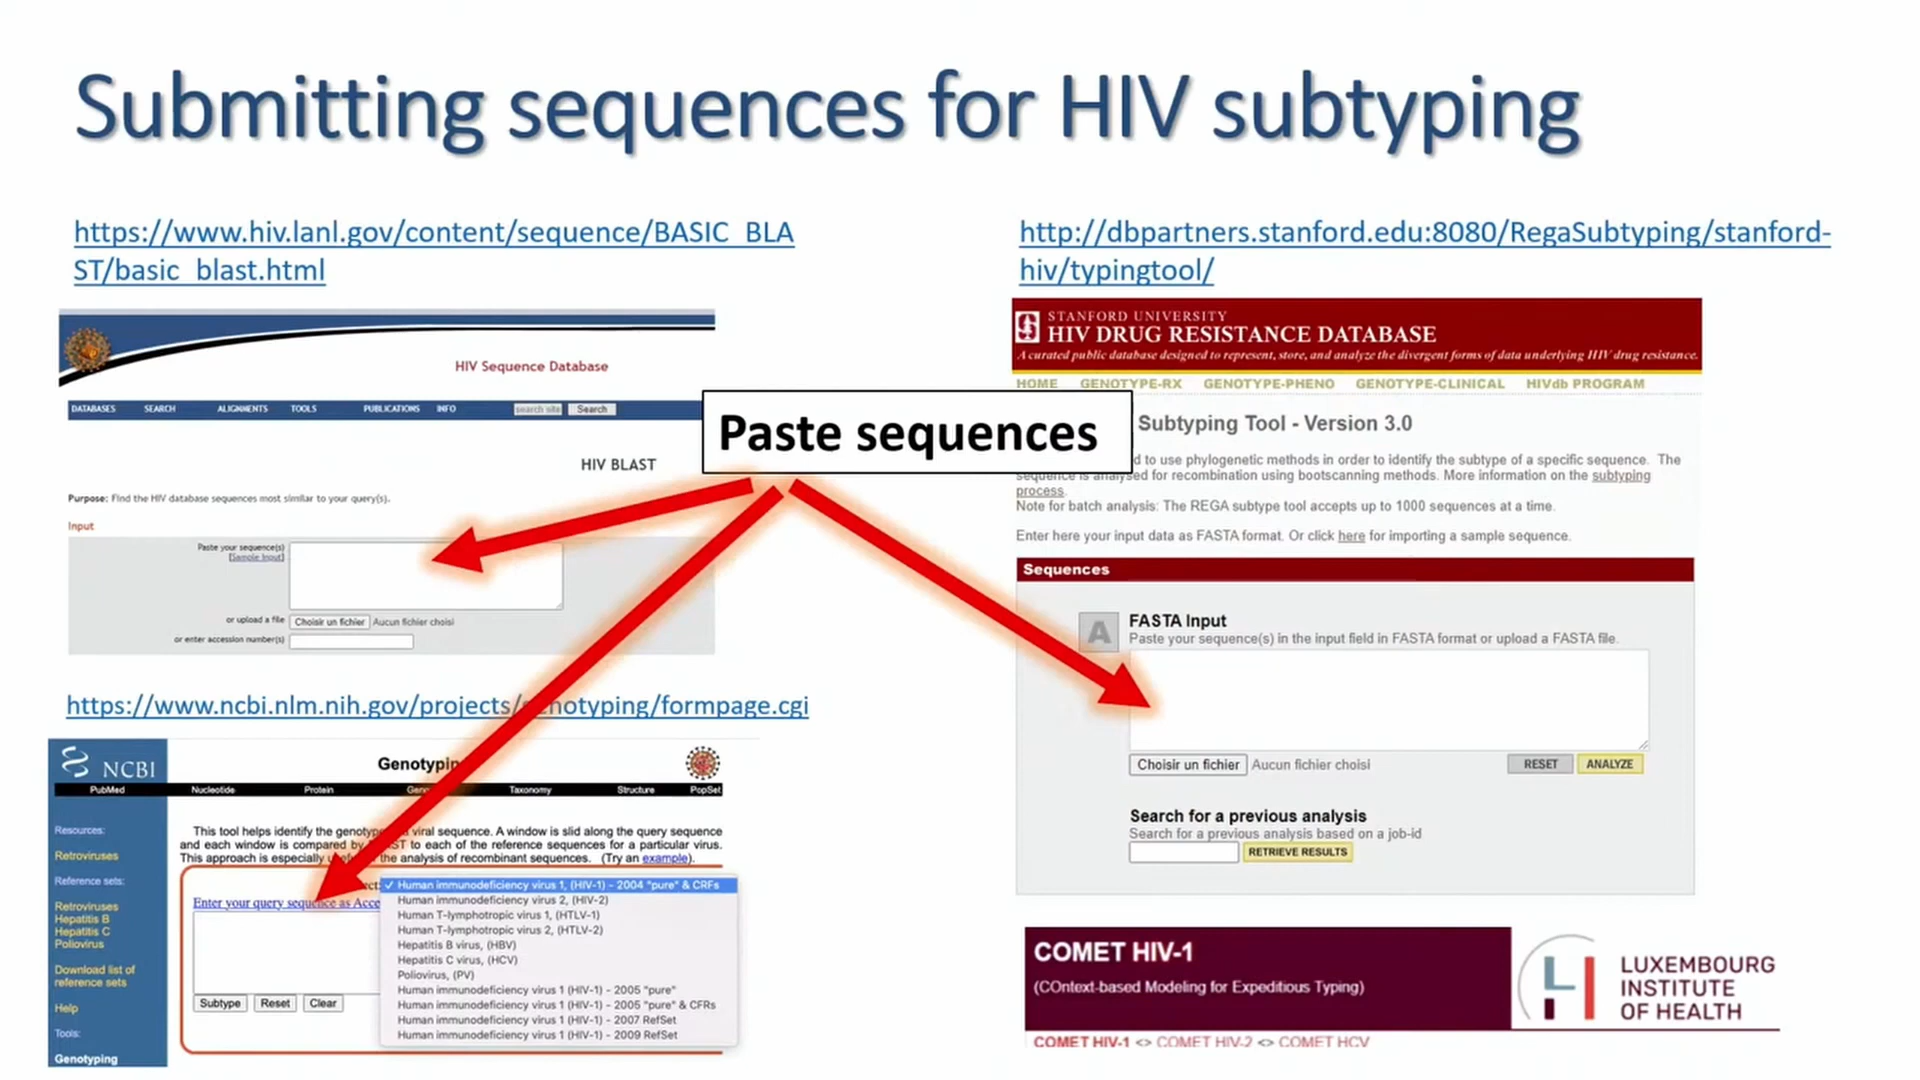 Submitting sequences for HIV subtyping
https://www.hiv.lanl.gov/content/sequence/BASIC_BLA
ST/basic_blast.html
HIV Sequence Database
DATABASES SEARCH ALIGNMENTS TOOLS PUBLICATIONS INFO search site Search
HIV BLAST
Purpose: Find the HIV database sequences most similar to your query(s).
Input
Paste your sequence(s)
[Sample Input]
or upload a file Choisir un fichier Aucun fichier choisi
or enter accession number(s)
Paste sequences
https://www.ncbi.nlm.nih.gov/projects/genotyping/formpage.cgi
NCBI
Genotyping
PubMed Nucleotide Protein Taxonomy Structure PopSet
This tool helps identify the genotype viral sequence. A window is slid along the query sequence
and each window is compared by to each of the reference sequences for a particular virus.
This approach is especially the analysis of recombinant sequences. (Try an example).
Resources:
Retroviruses
Reference sets:
Retroviruses
Hepatitis B
Hepatitis C
Poliovirus
Download list of
reference sets
Help
Tools:
Genotyping
Enter your query sequence as
Subtype Reset Clear
✓ Human immunodeficiency virus 1, (HIV-1) - 2004 "pure" & CRFs
Human immunodeficiency virus 2, (HIV-2)
Human T-lymphotropic virus 1, (HTLV-1)
Human T-lymphotropic virus 2, (HTLV-2)
Hepatitis B virus, (HBV)
Hepatitis C virus, (HCV)
Poliovirus, (PV)
Human immunodeficiency virus 1 (HIV-1) - 2005 "pure"
Human immunodeficiency virus 1 (HIV-1) - 2005 "pure" & CRFs
Human immunodeficiency virus 1 (HIV-1) - 2007 RefSet
Human immunodeficiency virus 1 (HIV-1) - 2009 RefSet
http://dbpartners.stanford.edu:8080/RegaSubtyping/stanford-
hiv/typingtool/
STANFORD UNIVERSITY
HIV DRUG RESISTANCE DATABASE
A curated public database designed to represent, store, and analyze the divergent forms of data underlying HIV drug resistance.
HOME GENOTYPE-RX GENOTYPE-PHENO GENOTYPE-CLINICAL HIVdb PROGRAM
Subtyping Tool - Version 3.0
to use phylogenetic methods in order to identify the subtype of a specific sequence. The
sequence is analysed for recombination using bootscanning methods. More information on the subtyping
process.
Note for batch analysis: The REGA subtype tool accepts up to 1000 sequences at a time.
Enter here your input data as FASTA format. Or click here for importing a sample sequence.
Sequences
A FASTA Input
Paste your sequence(s) in the input field in FASTA format or upload a FASTA file.
Choisir un fichier Aucun fichier choisi RESET ANALYZE
Search for a previous analysis
Search for a previous analysis based on a job-id
RETRIEVE RESULTS
COMET HIV-1
(COntext-based Modeling for Expeditious Typing)
COMET HIV-1 <> COMET HIV-2 <> COMET HCV
LUXEMBOURG
INSTITUTE
OF HEALTH